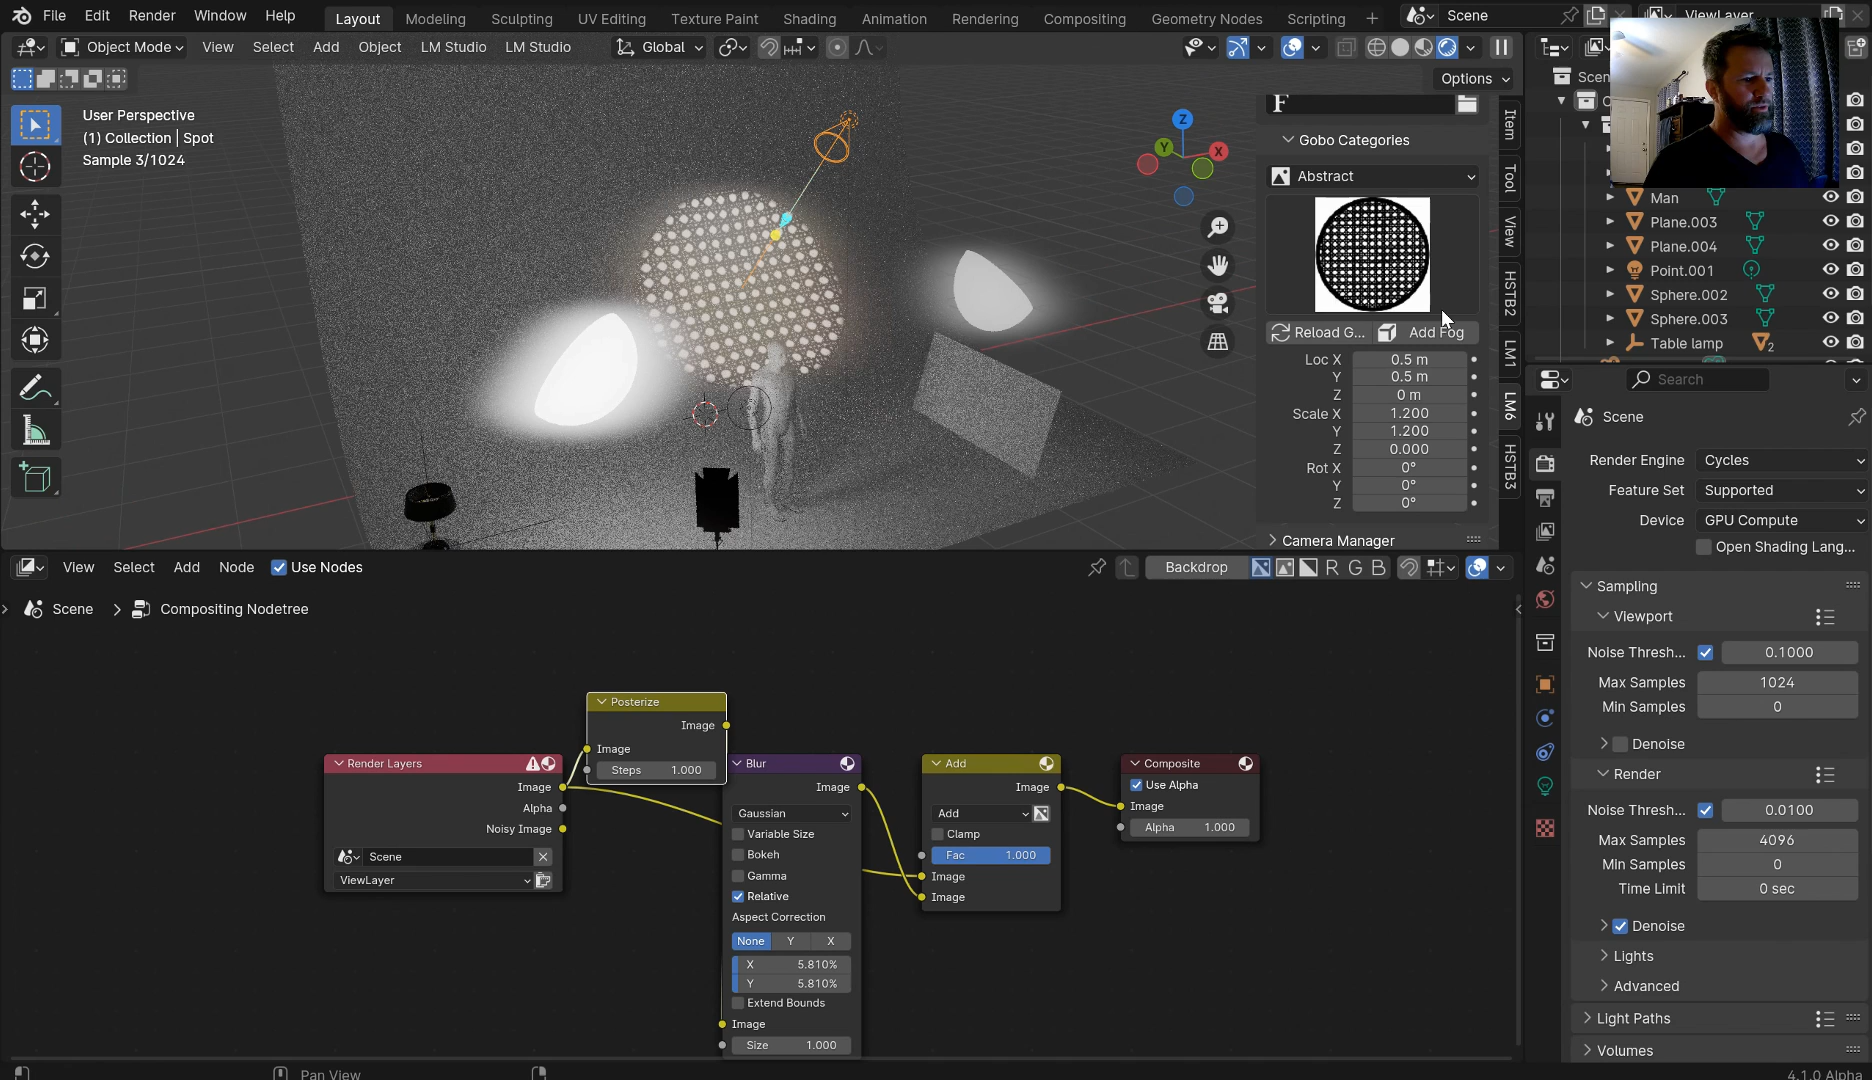 File Edit Render Window Help Layout Modeling Sculpting UV Editing Texture Paint Shading Animation Rendering Compositing Geometry Nodes Scripting + Scene ViewLayer
Object Mode View Select Add Object LM Studio LM Studio Global
Options
User Perspective
(1) Collection | Spot
Sample 3/1024
Z
Y
X
F
Gobo Categories
Abstract
Reload G... Add Fog
Loc X 0.5 m
Y 0.5 m
Z 0 m
Scale X 1.200
Y 1.200
Z 0.000
Rot X 0°
Y 0°
Z 0°
Camera Manager
Item
Tool
View
HSTB2
LM1
LM6
HSTB3
Scen
Man
Plane.003
Plane.004
Point.001
Sphere.002
Sphere.003
Table lamp 2
Search
Scene
Render Engine Cycles
Feature Set Supported
Device GPU Compute
Open Shading Lang...
Sampling
Viewport
Noise Thresh... 0.1000
Max Samples 1024
Min Samples 0
Denoise
Render
Noise Thresh... 0.0100
Max Samples 4096
Min Samples 0
Time Limit 0 sec
Denoise
Lights
Advanced
Light Paths
Volumes
View Select Add Node Use Nodes Backdrop R G B
Scene > Compositing Nodetree
Posterize
Image
Image
Steps 1.000
Render Layers
Image
Alpha
Noisy Image
Scene
ViewLayer
Blur
Image
Gaussian
Variable Size
Bokeh
Gamma
Relative
Aspect Correction
None Y X
X 5.810%
Y 5.810%
Extend Bounds
Image
Size 1.000
Add
Image
Add
Clamp
Fac 1.000
Image
Image
Composite
Use Alpha
Image
Alpha 1.000
Pan View
4.1.0 Alpha